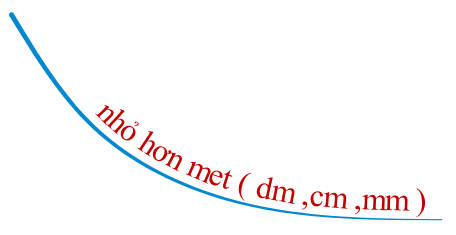 nhỏ hơn met ( dm ,cm ,mm )